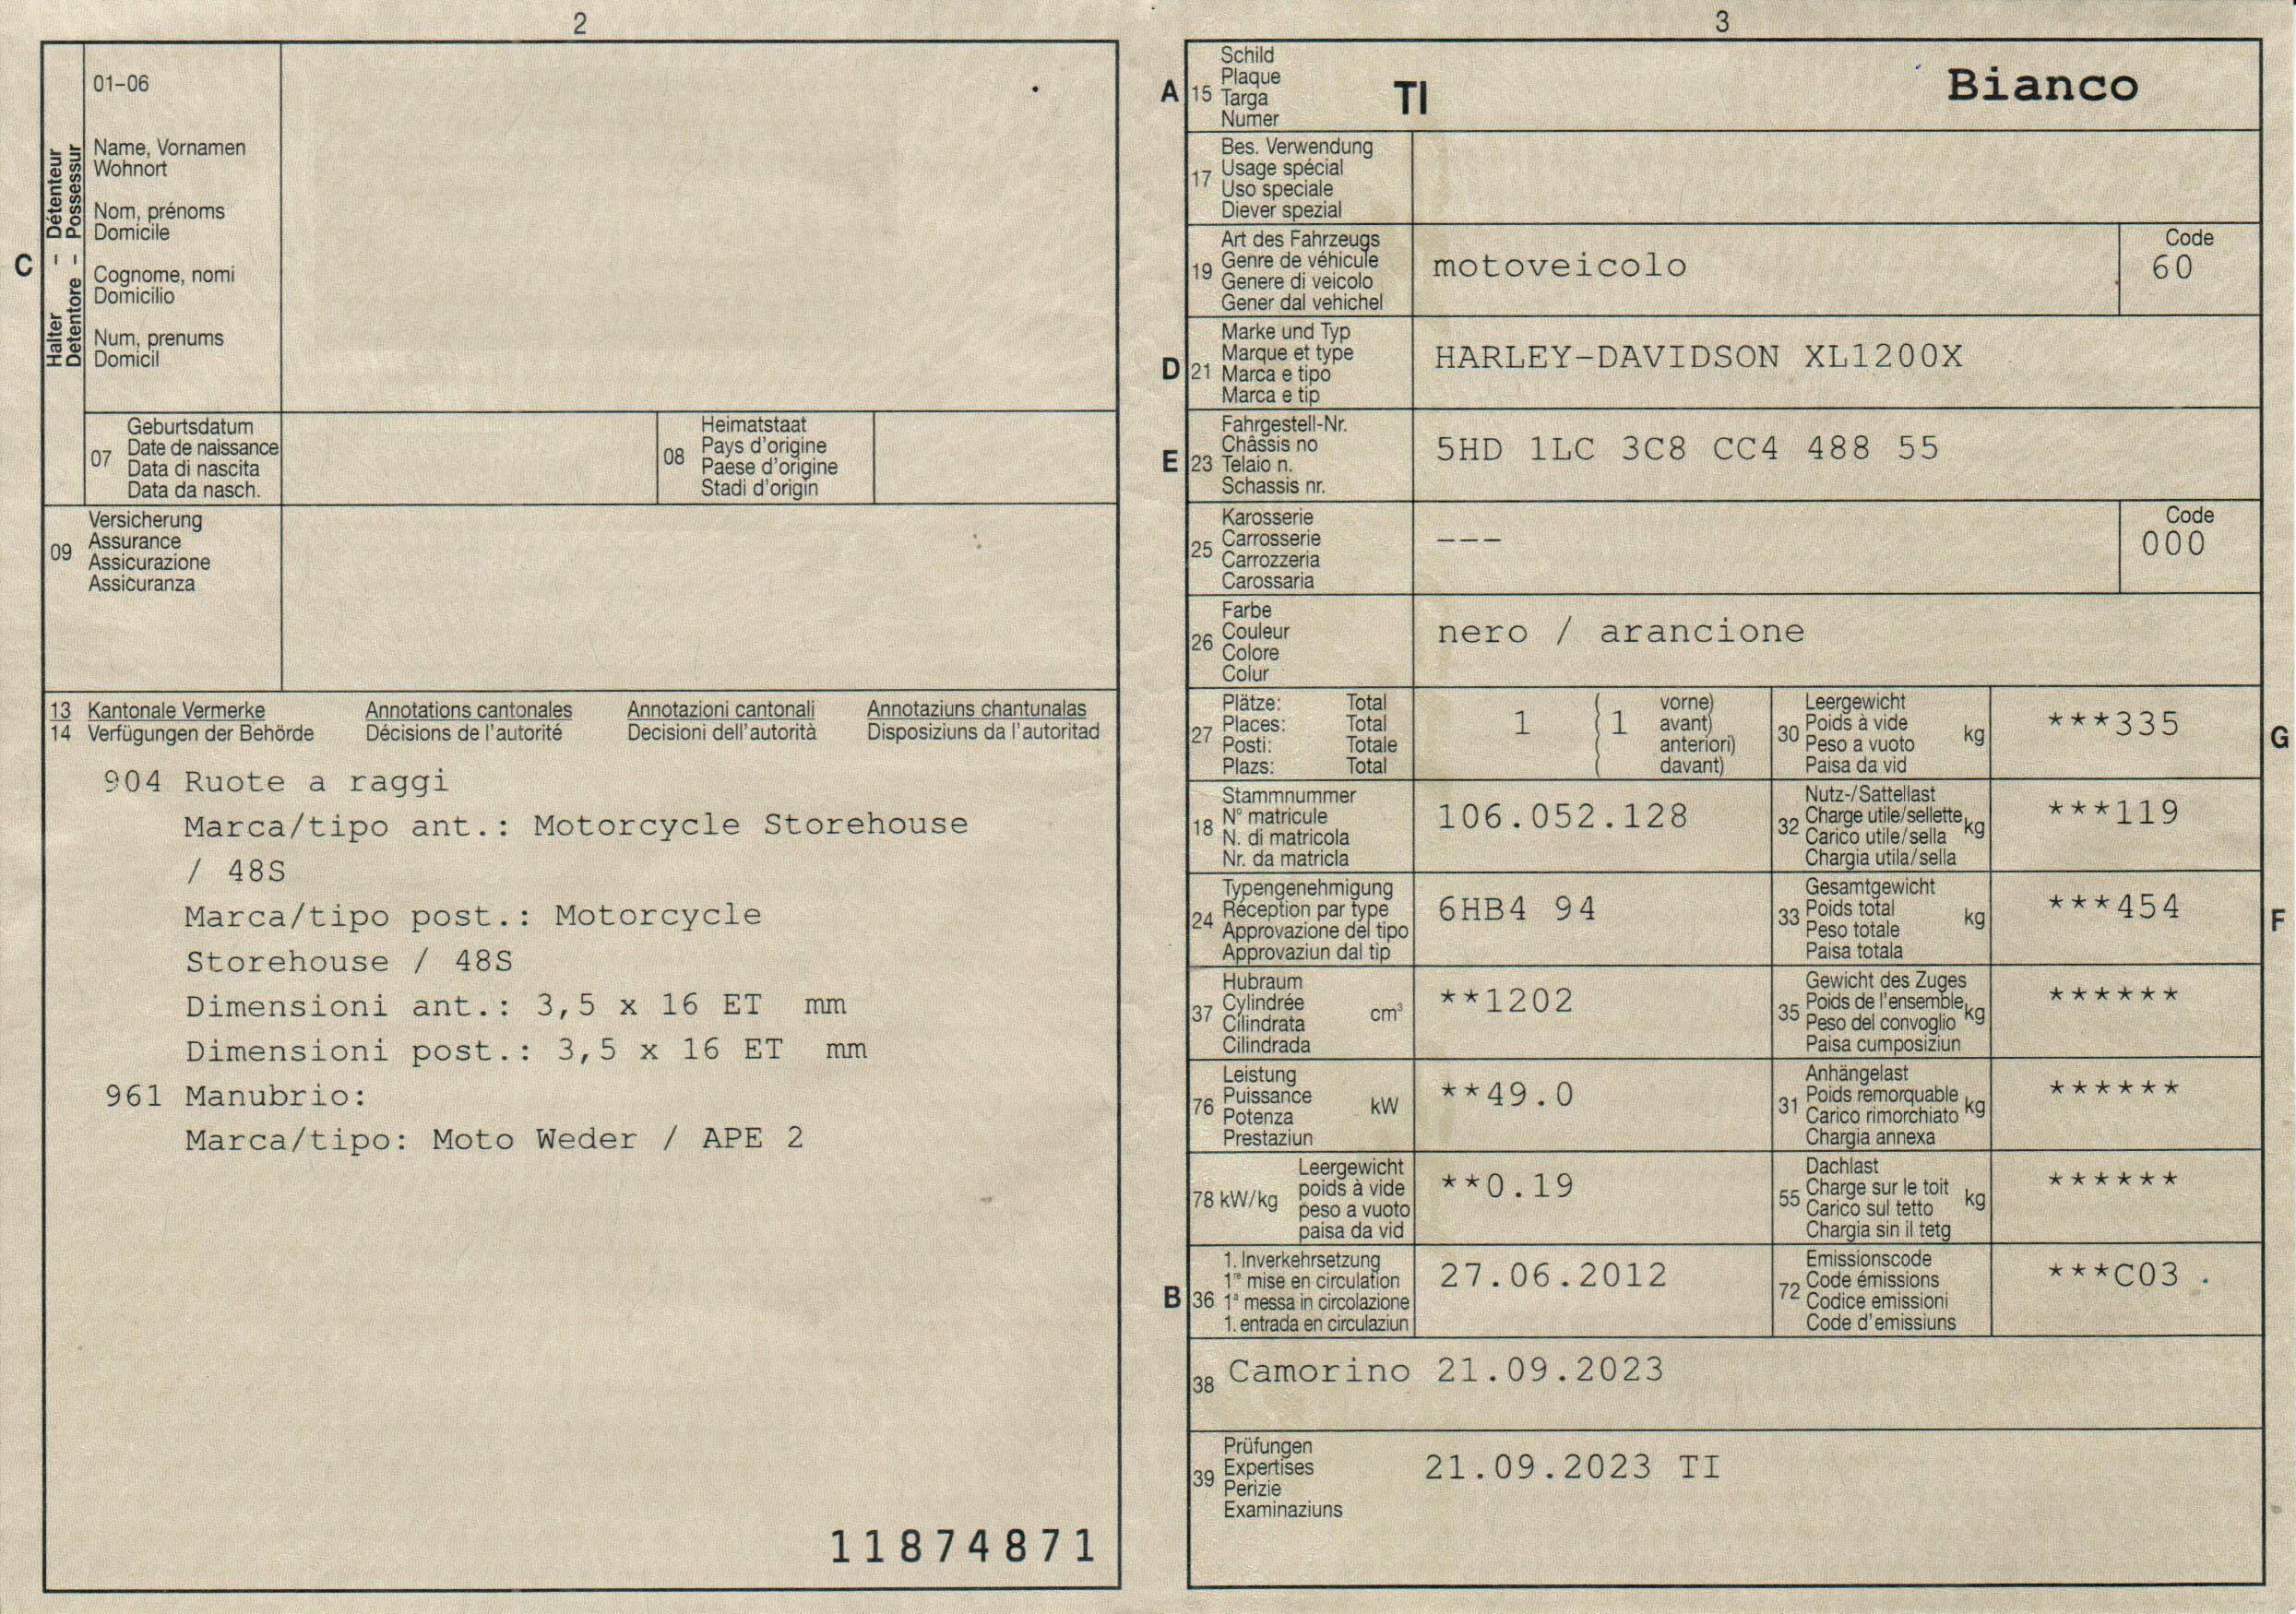 2
01-06
Name, Vornamen
Wohnort
Nom, prénoms
Domicile
Cognome, nomi
Domicilio
Num, prenums
Domicil
C
Halter – Détenteur
Detentore – Possessur
07
Geburtsdatum
Date de naissance
Data di nascita
Data da nasch.
08
Heimatstaat
Pays d'origine
Paese d'origine
Stadi d'origin
09
Versicherung
Assurance
Assicurazione
Assicuranza
13 Kantonale Vermerke Annotations cantonales Annotazioni cantonali Annotaziuns chantunalas
14 Verfügungen der Behörde Décisions de l'autorité Decisioni dell'autorità Disposiziuns da l'autoritad
904 Ruote a raggi
Marca/tipo ant.: Motorcycle Storehouse
/ 48S
Marca/tipo post.: Motorcycle
Storehouse / 48S
Dimensioni ant.: 3,5 x 16 ET mm
Dimensioni post.: 3,5 x 16 ET mm
961 Manubrio:
Marca/tipo: Moto Weder / APE 2
11874871
3
A 15
Schild
Plaque
Targa
Numer
TI Bianco
17
Bes. Verwendung
Usage spécial
Uso speciale
Diever spezial
19
Art des Fahrzeugs
Genre de véhicule
Genere di veicolo
Gener dal vehichel
motoveicolo
Code
60
D 21
Marke und Typ
Marque et type
Marca e tipo
Marca e tip
HARLEY-DAVIDSON XL1200X
E 23
Fahrgestell-Nr.
Châssis no
Telaio n.
Schassis nr.
5HD 1LC 3C8 CC4 488 55
25
Karosserie
Carrosserie
Carrozzeria
Carossaria
---
Code
000
26
Farbe
Couleur
Colore
Colur
nero / arancione
27
Plätze: Total
Places: Total
Posti: Totale
Plazs: Total
1
( vorne)
( 1 avant)
anteriori)
( davant)
30
Leergewicht
Poids à vide
Peso a vuoto
Paisa da vid
kg
***335
G
18
Stammnummer
N° matricule
N. di matricola
Nr. da matricla
106.052.128
32
Nutz-/Sattellast
Charge utile/sellette
Carico utile/sella
Chargia utila/sella
kg
***119
24
Typengenehmigung
Réception par type
Approvazione del tipo
Approvaziun dal tip
6HB4 94
33
Gesamtgewicht
Poids total
Peso totale
Paisa totala
kg
***454
F
37
Hubraum
Cylindrée
Cilindrata
Cilindrada
cm³
**1202
35
Gewicht des Zuges
Poids de l'ensemble
Peso del convoglio
Paisa cumposiziun
kg
******
76
Leistung
Puissance
Potenza
Prestaziun
kW
**49.0
31
Anhängelast
Poids remorquable
Carico rimorchiato
Chargia annexa
kg
******
78 kW/kg
Leergewicht
poids à vide
peso a vuoto
paisa da vid
**0.19
55
Dachlast
Charge sur le toit
Carico sul tetto
Chargia sin il tetg
kg
******
B 36
1. Inverkehrsetzung
1re mise en circulation
1a messa in circolazione
1. entrada en circulaziun
27.06.2012
72
Emissionscode
Code émissions
Codice emissioni
Code d'emissiuns
***C03
38 Camorino 21.09.2023
39
Prüfungen
Expertises
Perizie
Examinaziuns
21.09.2023 TI